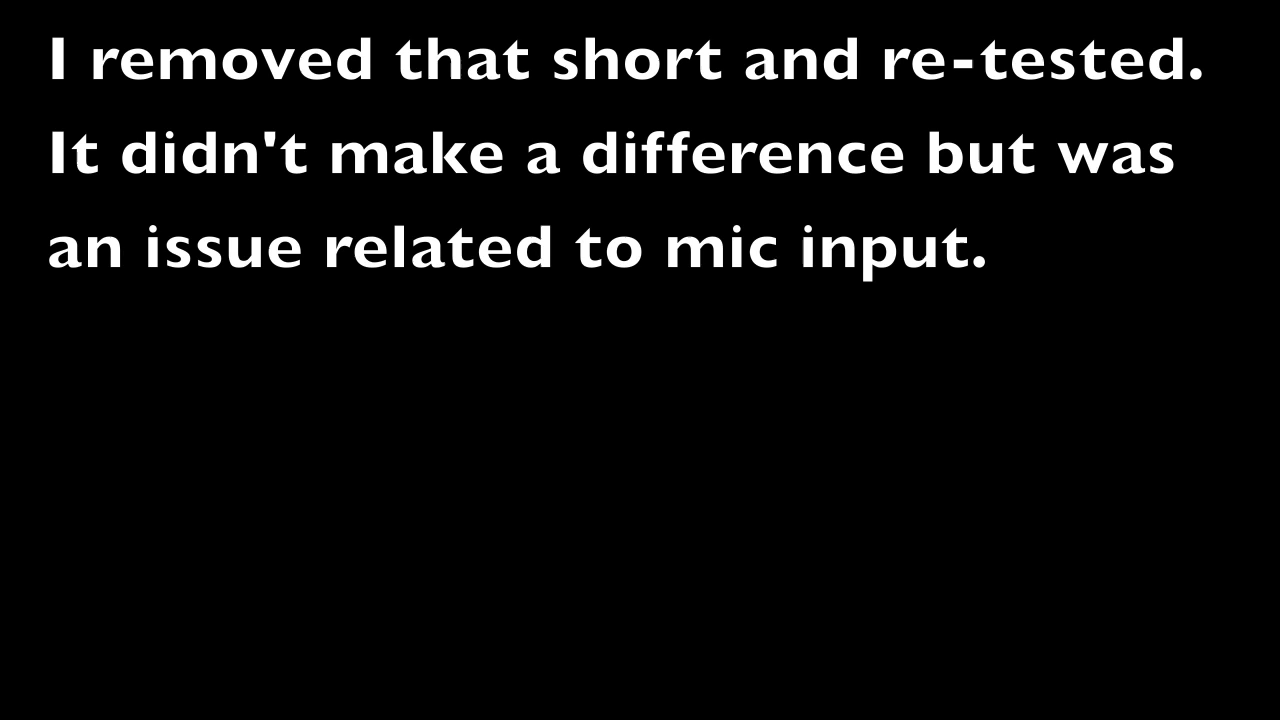 I removed that short and re-tested.
It didn't make a difference but was
an issue related to mic input.